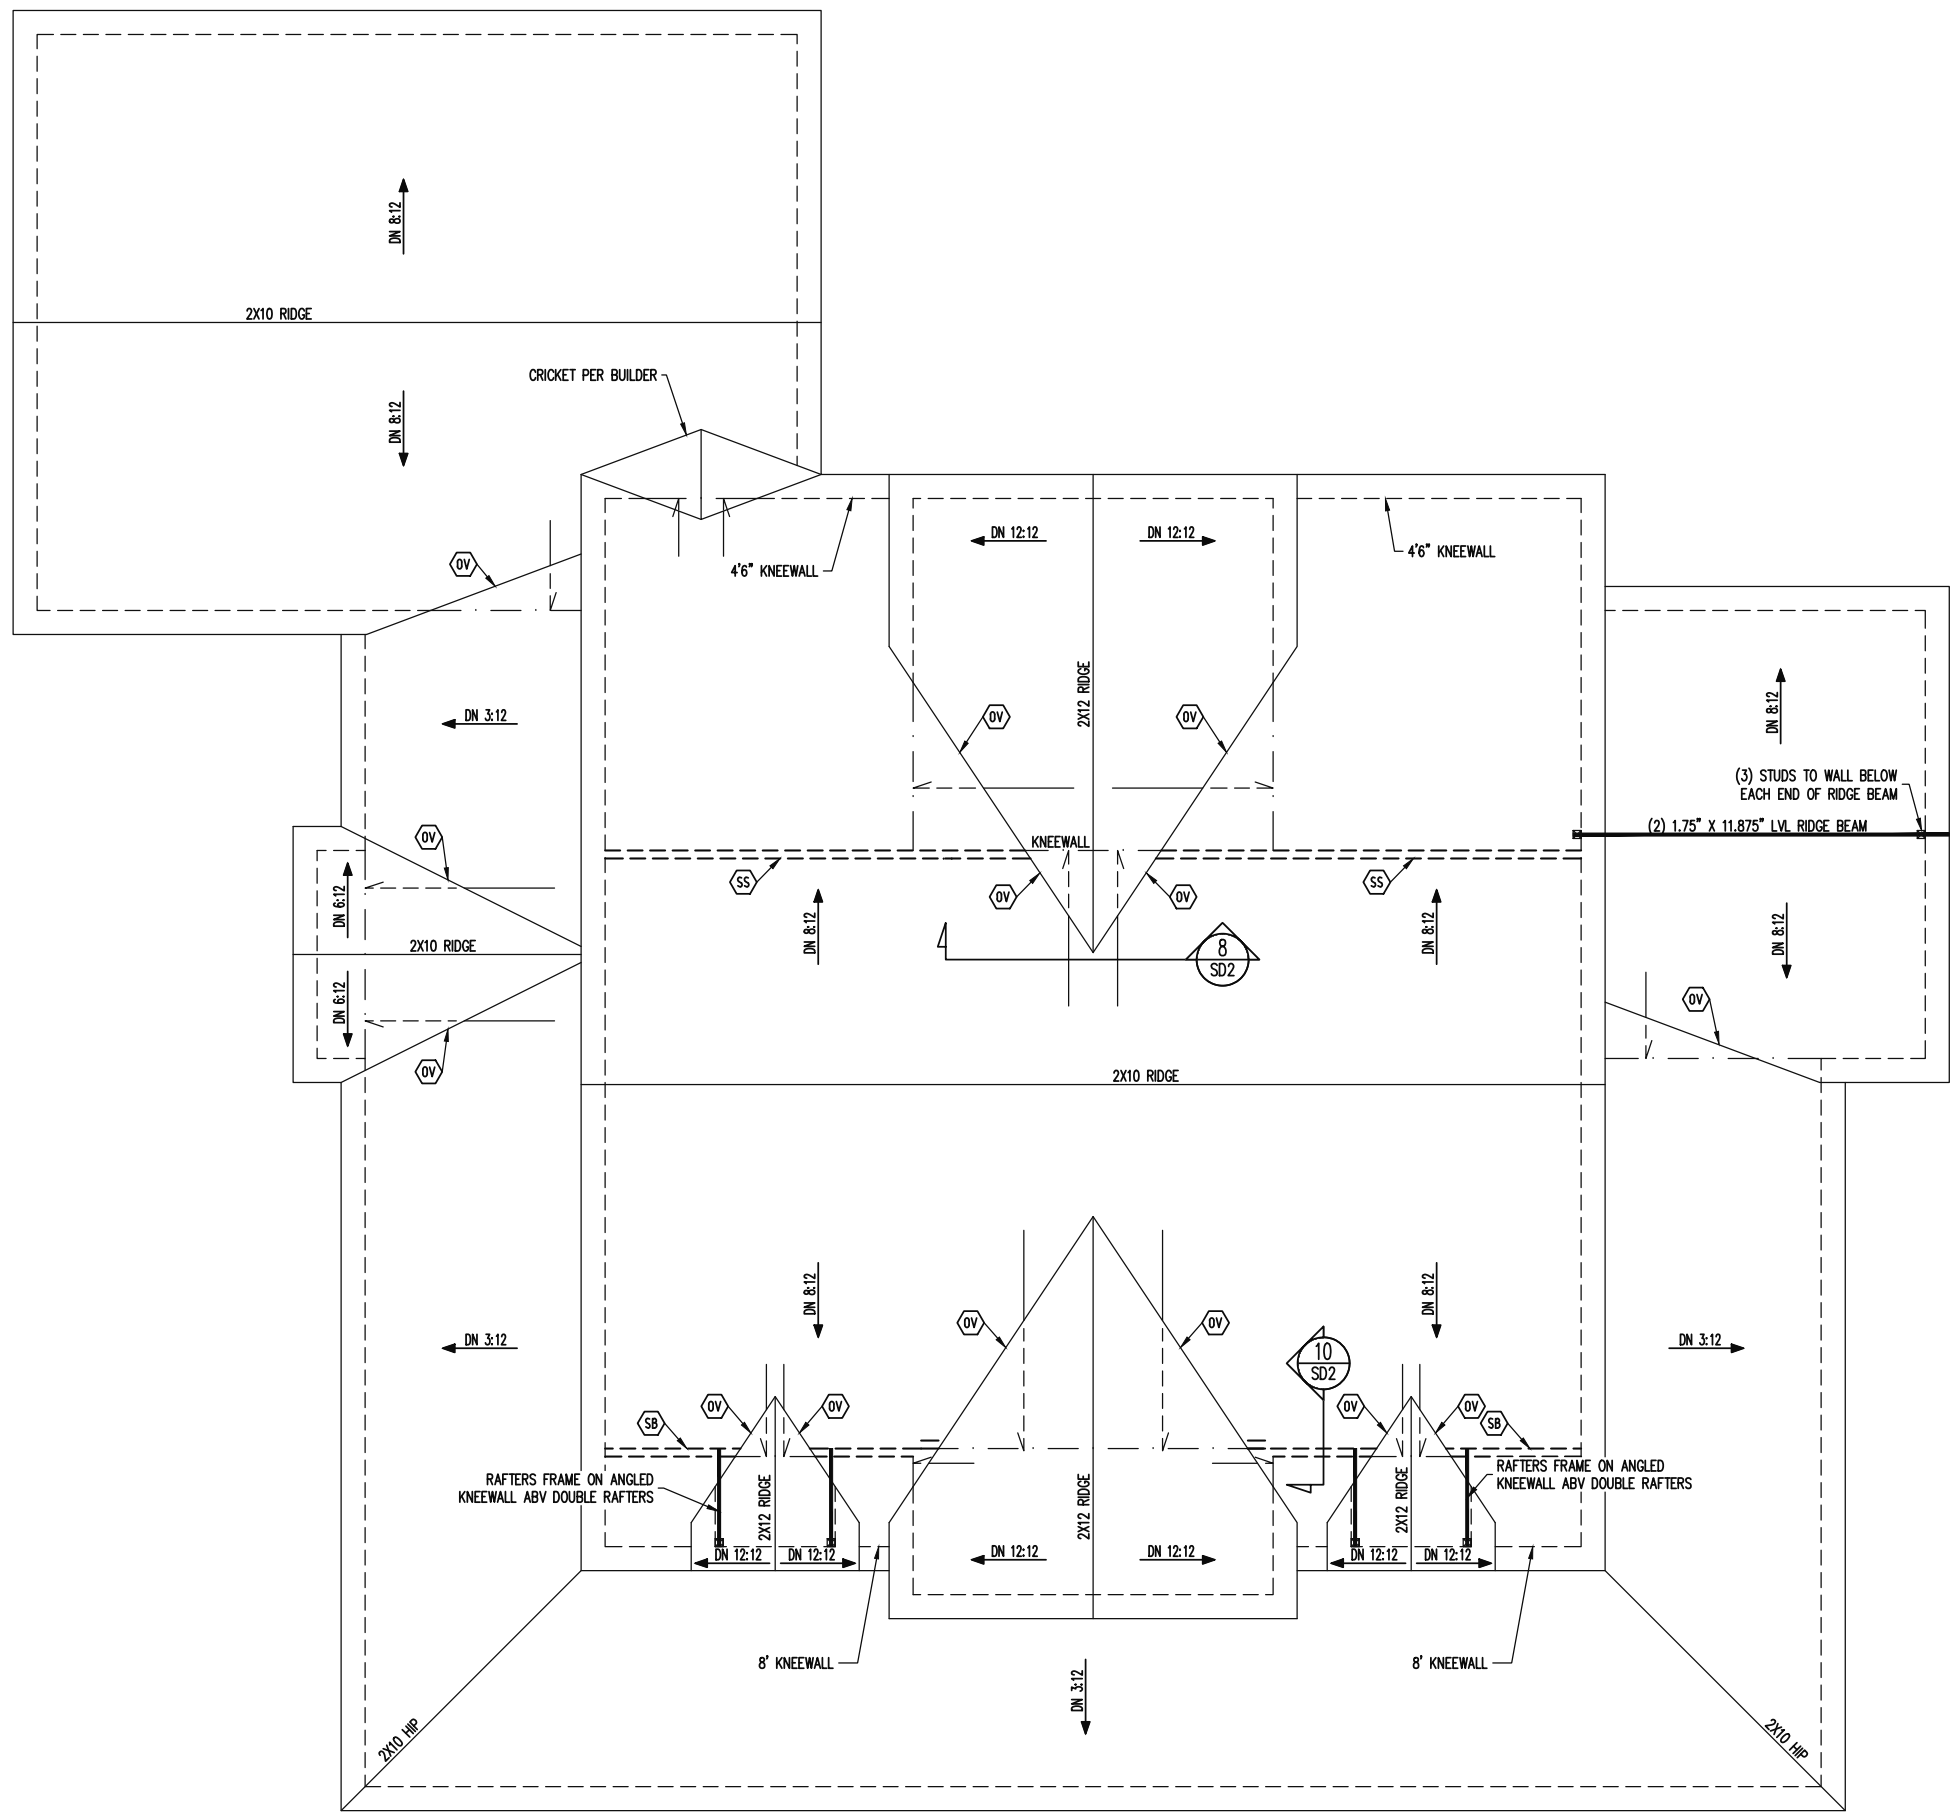 DN 8:12
2X10 RIDGE
CRICKET PER BUILDER
DN 8:12
DN 12:12
DN 12:12
4'6" KNEEWALL
4'6" KNEEWALL
OV
2X12 RIDGE
DN 3:12
OV
OV
DN 8:12
(3) STUDS TO WALL BELOW
EACH END OF RIDGE BEAM
(2) 1.75" X 11.875" LVL RIDGE BEAM
OV
KNEEWALL
SS
SS
OV
OV
DN 6:12
DN 8:12
DN 8:12
DN 8:12
2X10 RIDGE
8
SD2
DN 6:12
OV
OV
2X10 RIDGE
DN 8:12
DN 8:12
OV
OV
DN 3:12
DN 3:12
10
SD2
SB
OV
OV
OV
OV
SB
RAFTERS FRAME ON ANGLED
KNEEWALL ABV DOUBLE RAFTERS
RAFTERS FRAME ON ANGLED
KNEEWALL ABV DOUBLE RAFTERS
2X12 RIDGE
2X12 RIDGE
2X12 RIDGE
DN 12:12
DN 12:12
DN 12:12
DN 12:12
DN 12:12
DN 12:12
8' KNEEWALL
8' KNEEWALL
DN 3:12
2X10 HIP
2X10 HIP